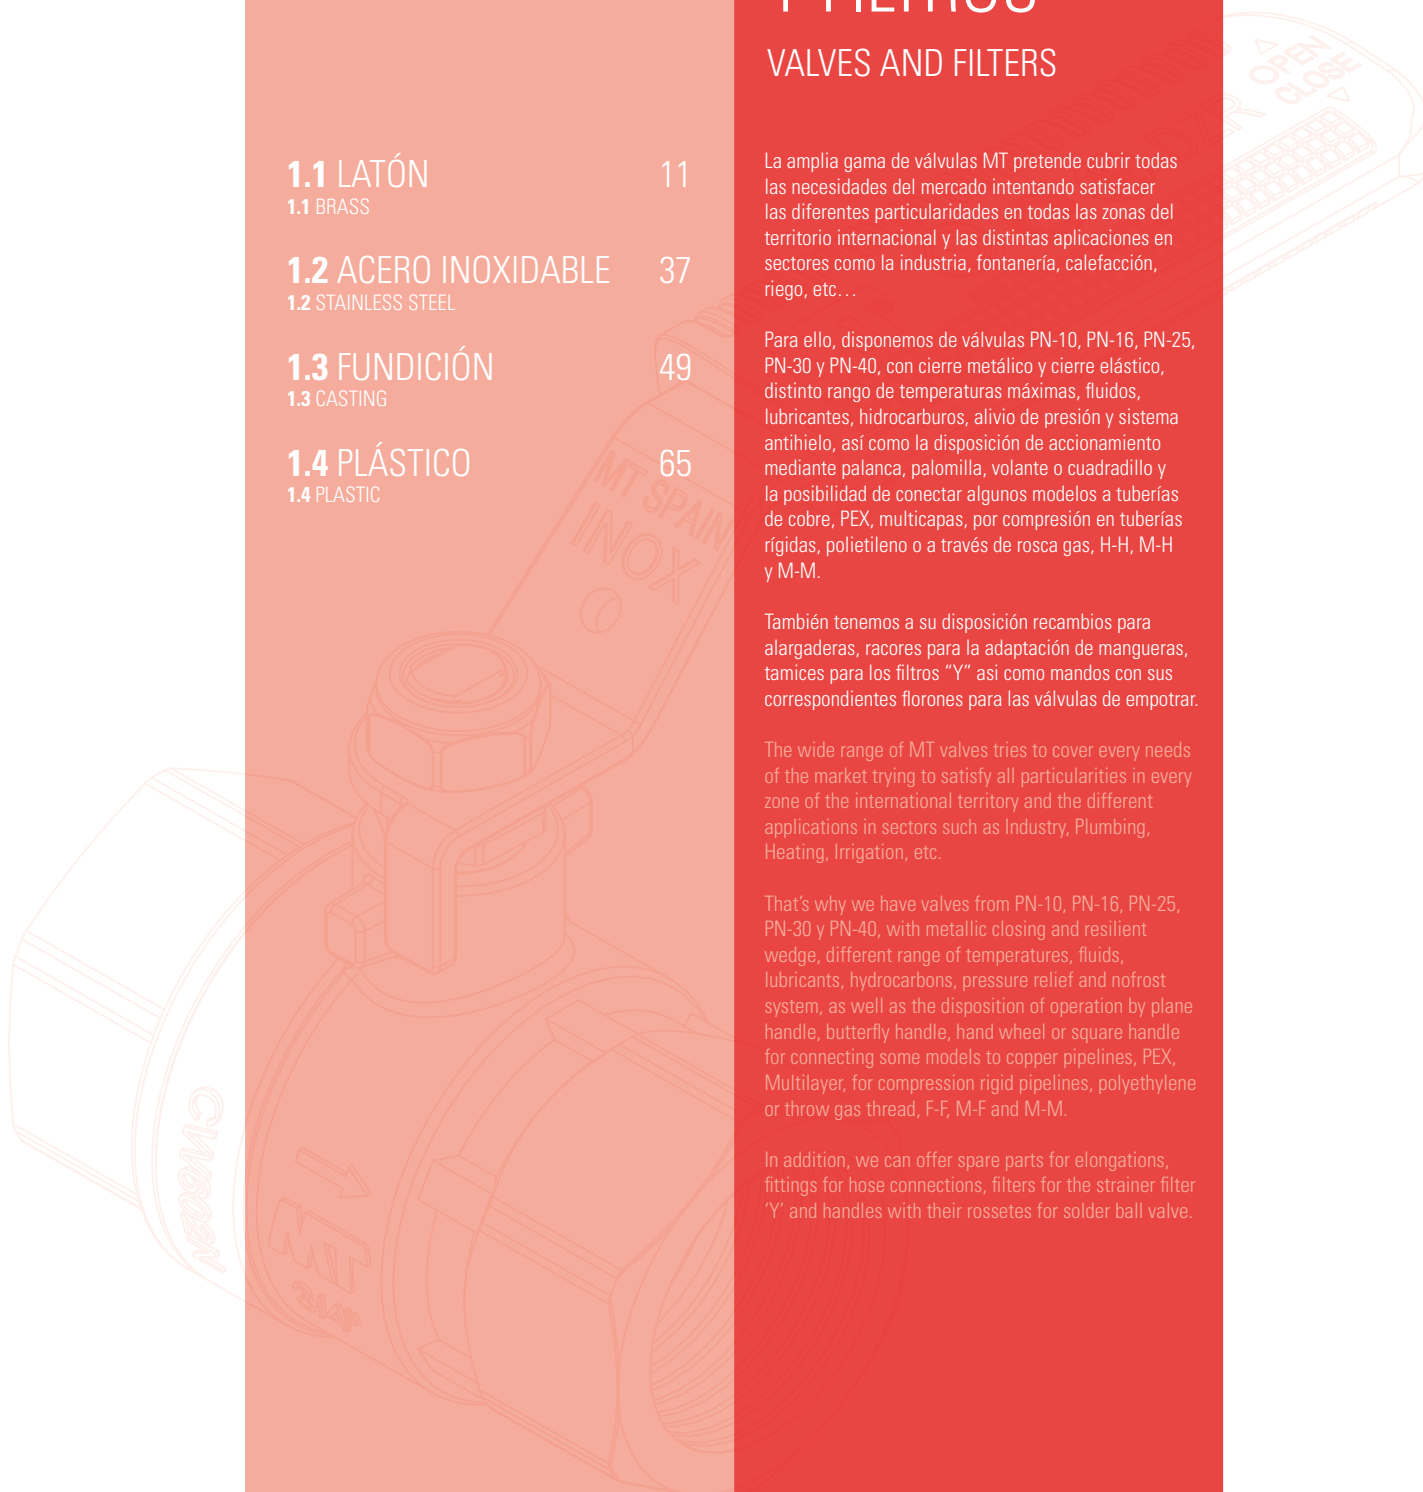 Y FILTROS
VALVES AND FILTERS
1.1 LATÓN 11
1.1 BRASS
1.2 ACERO INOXIDABLE 37
1.2 STAINLESS STEEL
1.3 FUNDICIÓN 49
1.3 CASTING
1.4 PLÁSTICO 65
1.4 PLASTIC
La amplia gama de válvulas MT pretende cubrir todas
las necesidades del mercado intentando satisfacer
las diferentes particularidades en todas las zonas del
territorio internacional y las distintas aplicaciones en
sectores como la industria, fontanería, calefacción,
riego, etc…
Para ello, disponemos de válvulas PN-10, PN-16, PN-25,
PN-30 y PN-40, con cierre metálico y cierre elástico,
distinto rango de temperaturas máximas, fluidos,
lubricantes, hidrocarburos, alivio de presión y sistema
antihielo, así como la disposición de accionamiento
mediante palanca, palomilla, volante o cuadradillo y
la posibilidad de conectar algunos modelos a tuberías
de cobre, PEX, multicapas, por compresión en tuberías
rígidas, polietileno o a través de rosca gas, H-H, M-H
y M-M.
También tenemos a su disposición recambios para
alargaderas, racores para la adaptación de mangueras,
tamices para los filtros “Y” asi como mandos con sus
correspondientes florones para las válvulas de empotrar.
The wide range of MT valves tries to cover every needs
of the market trying to satisfy all particularities in every
zone of the international territory and the different
applications in sectors such as Industry, Plumbing,
Heating, Irrigation, etc.
That’s why we have valves from PN-10, PN-16, PN-25,
PN-30 y PN-40, with metallic closing and resilient
wedge, different range of temperatures, fluids,
lubricants, hydrocarbons, pressure relief and nofrost
system, as well as the disposition of operation by plane
handle, butterfly handle, hand wheel or square handle
for connecting some models to copper pipelines, PEX,
Multilayer, for compression rigid pipelines, polyethylene
or throw gas thread, F-F, M-F and M-M.
In addition, we can offer spare parts for elongations,
fittings for hose connections, filters for the strainer filter
‘Y’ and handles with their rossetes for solder ball valve.
OPEN
CLOSE
DZR
MT SPAIN
INOX
CW602N
MT